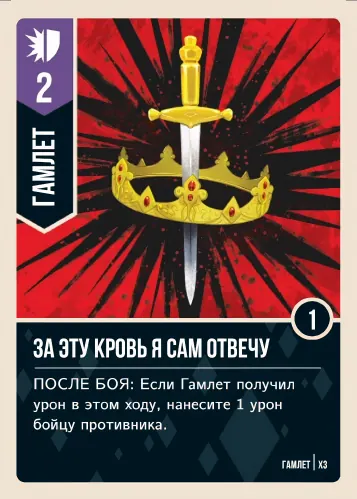 2
ГАМЛЕТ
1
ЗА ЭТУ КРОВЬ Я САМ ОТВЕЧУ
ПОСЛЕ БОЯ: Если Гамлет получил
урон в этом ходу, нанесите 1 урон
бойцу противника.
ГАМЛЕТ | X3